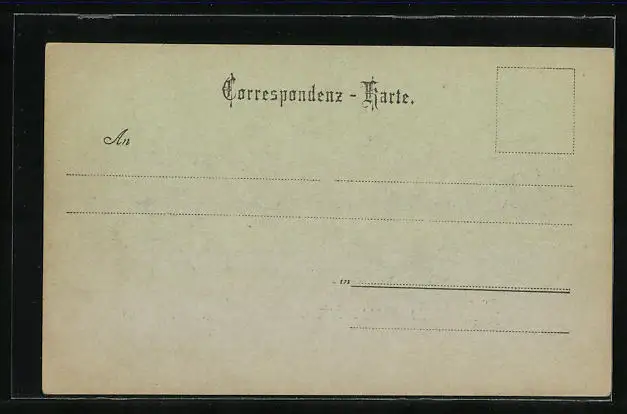 Correspondenz - Karte.
An
in